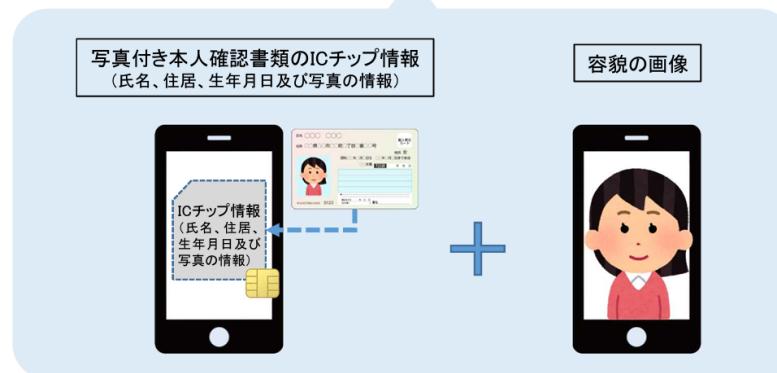 写真付き本人確認書類のICチップ情報
(氏名、住居、生年月日及び写真の情報)
容貌の画像
ICチップ情報
(氏名、住居、
生年月日及び
写真の情報)